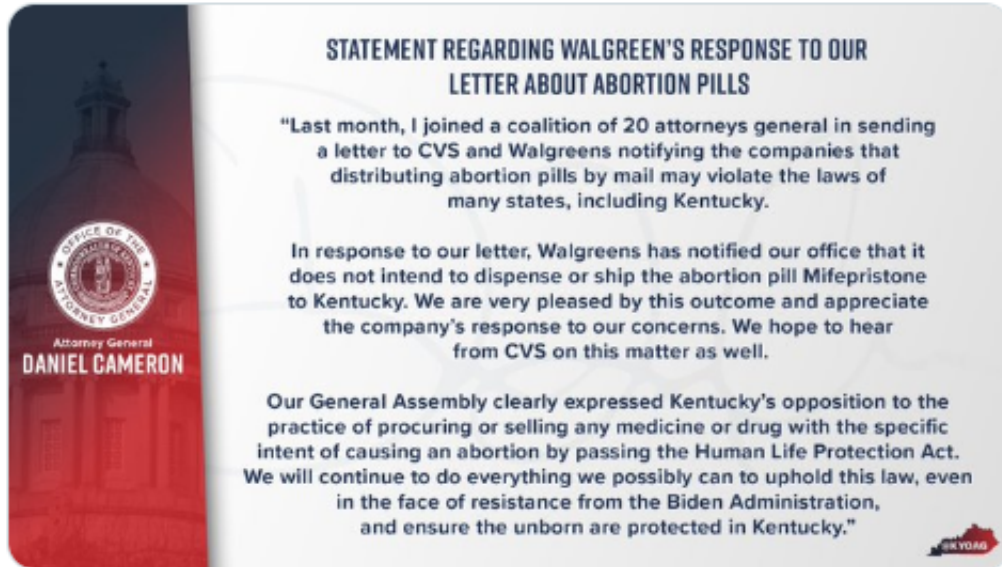 STATEMENT REGARDING WALGREEN'S RESPONSE TO OUR
LETTER ABOUT ABORTION PILLS
"Last month, I joined a coalition of 20 attorneys general in sending
a letter to CVS and Walgreens notifying the companies that
distributing abortion pills by mail may violate the laws of
many states, including Kentucky.
In response to our letter, Walgreens has notified our office that it
does not intend to dispense or ship the abortion pill Mifepristone
to Kentucky. We are very pleased by this outcome and appreciate
the company's response to our concerns. We hope to hear
from CVS on this matter as well.
Our General Assembly clearly expressed Kentucky's opposition to the
practice of procuring or selling any medicine or drug with the specific
intent of causing an abortion by passing the Human Life Protection Act.
We will continue to do everything we possibly can to uphold this law, even
in the face of resistance from the Biden Administration,
and ensure the unborn are protected in Kentucky."
OFFICE OF THE
ATTORNEY GENERAL
Attorney General
DANIEL CAMERON
@KYOAG